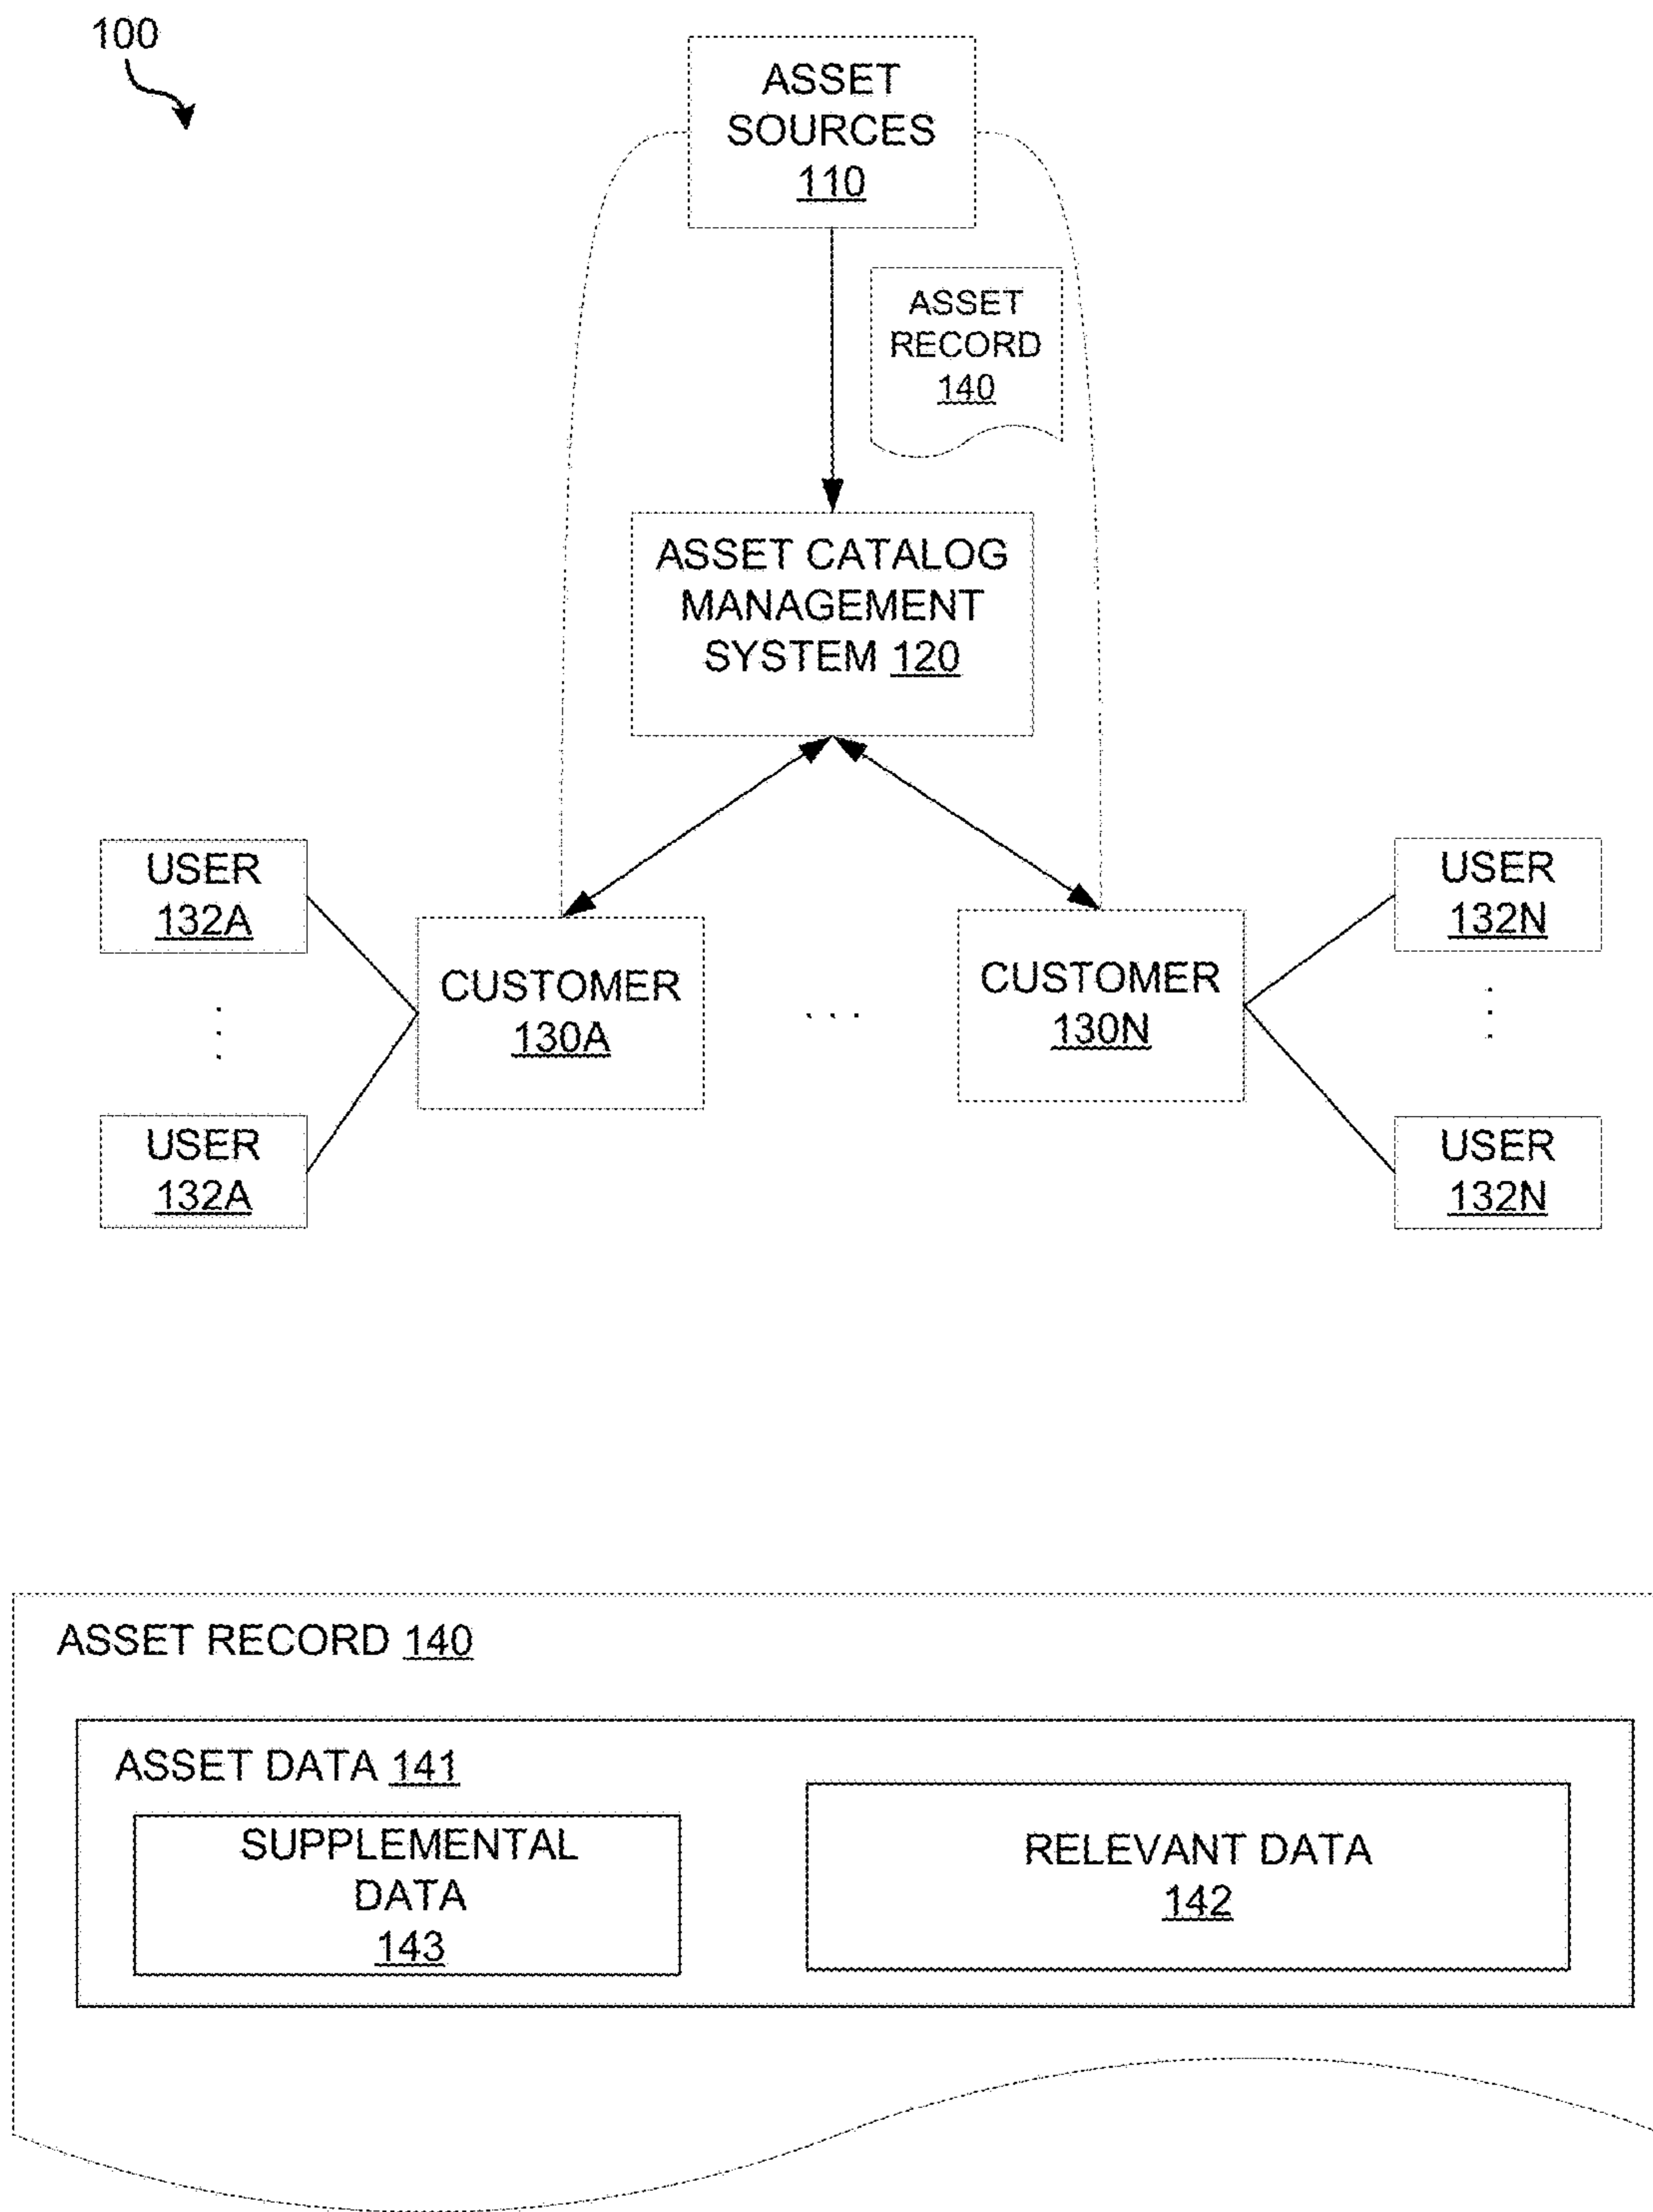 100
ASSET
SOURCES
110
ASSET
RECORD
140
ASSET CATALOG
MANAGEMENT
SYSTEM 120
USER
132A
USER
132N
CUSTOMER
130A
. . .
CUSTOMER
130N
USER
132A
USER
132N
ASSET RECORD 140
ASSET DATA 141
SUPPLEMENTAL
DATA
143
RELEVANT DATA
142